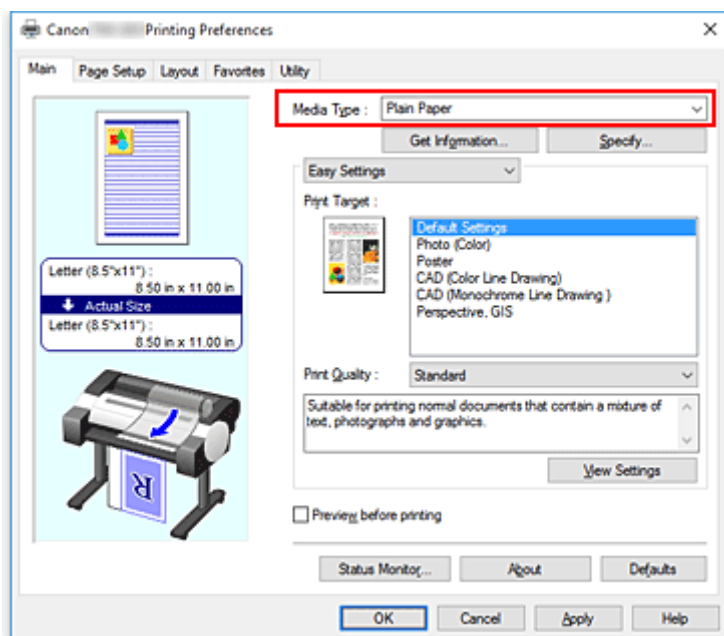 Canon Printing Preferences
Main Page Setup Layout Favorites Utility
Media Type : Plain Paper
Get Information... Specify...
Easy Settings
Print Target :
Default Settings
Photo (Color)
Poster
CAD (Color Line Drawing)
CAD (Monochrome Line Drawing )
Perspective, GIS
Letter (8.5"x11") :
8.50 in x 11.00 in
Actual Size
Letter (8.5"x11") :
8.50 in x 11.00 in
Print Quality : Standard
Suitable for printing normal documents that contain a mixture of
text, photographs and graphics.
View Settings
R
Preview before printing
Status Monitor... About Defaults
OK Cancel Apply Help